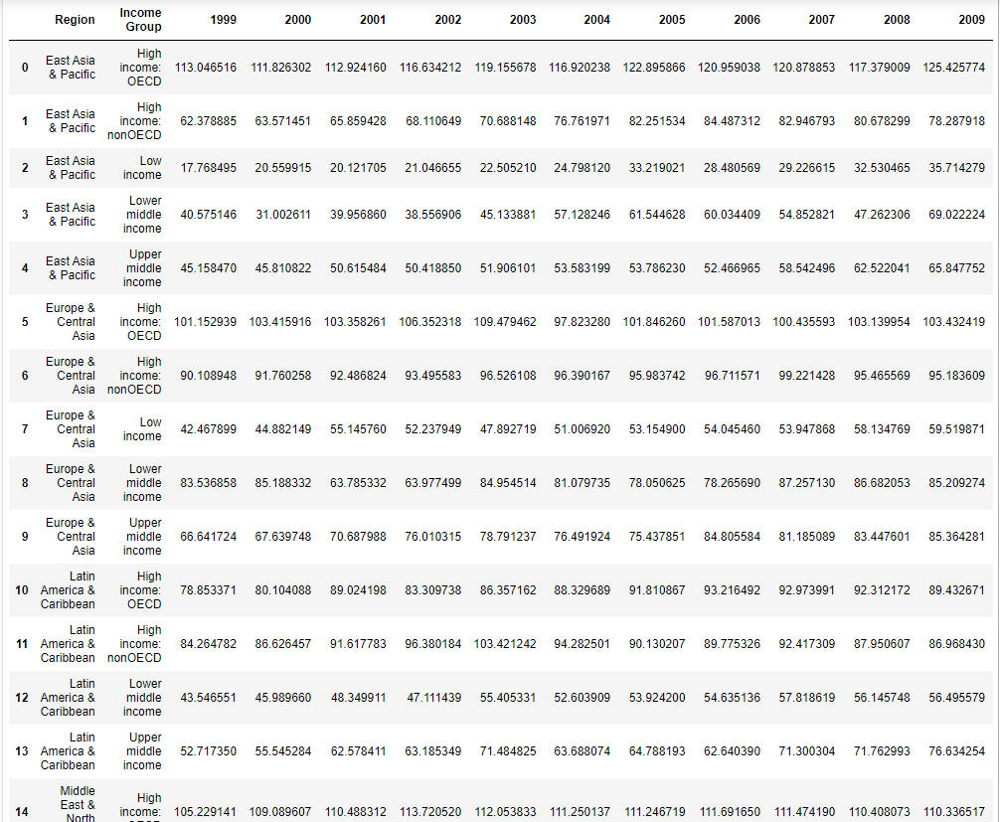 Region Income Group 1999 2000 2001 2002 2003 2004 2005 2006 2007 2008 2009
0 East Asia & Pacific High income: OECD 113.046516 111.826302 112.924160 116.634212 119.155678 116.920238 122.895866 120.959038 120.878853 117.379009 125.425774
1 East Asia & Pacific High income: nonOECD 62.378885 63.571451 65.859428 68.110649 70.688148 76.761971 82.251534 84.487312 82.946793 80.678299 78.287918
2 East Asia & Pacific Low income 17.768495 20.559915 20.121705 21.046655 22.505210 24.798120 33.219021 28.480569 29.226615 32.530465 35.714279
3 East Asia & Pacific Lower middle income 40.575146 31.002611 39.956860 38.556906 45.133881 57.128246 61.544628 60.034409 54.852821 47.262306 69.022224
4 East Asia & Pacific Upper middle income 45.158470 45.810822 50.615484 50.418850 51.906101 53.583199 53.786230 52.466965 58.542496 62.522041 65.847752
5 Europe & Central Asia High income: OECD 101.152939 103.415916 103.358261 106.352318 109.479462 97.823280 101.846260 101.587013 100.435593 103.139954 103.432419
6 Europe & Central Asia High income: nonOECD 90.108948 91.760258 92.486824 93.495583 96.526108 96.390167 95.983742 96.711571 99.221428 95.465569 95.183609
7 Europe & Central Asia Low income 42.467899 44.882149 55.145760 52.237949 47.892719 51.006920 53.154900 54.045460 53.947868 58.134769 59.519871
8 Europe & Central Asia Lower middle income 83.536858 85.188332 63.785332 63.977499 84.954514 81.079735 78.050625 78.265690 87.257130 86.682053 85.209274
9 Europe & Central Asia Upper middle income 66.641724 67.639748 70.687988 76.010315 78.791237 76.491924 75.437851 84.805584 81.185089 83.447601 85.364281
10 Latin America & Caribbean High income: OECD 78.853371 80.104088 89.024198 83.309738 86.357162 88.329689 91.810867 93.216492 92.973991 92.312172 89.432671
11 Latin America & Caribbean High income: nonOECD 84.264782 86.626457 91.617783 96.380184 103.421242 94.282501 90.130207 89.775326 92.417309 87.950607 86.968430
12 Latin America & Caribbean Lower middle income 43.546551 45.989660 48.349911 47.111439 55.405331 52.603909 53.924200 54.635136 57.818619 56.145748 56.495579
13 Latin America & Caribbean Upper middle income 52.717350 55.545284 62.578411 63.185349 71.484825 63.688074 64.788193 62.640390 71.300304 71.762993 76.634254
14 Middle East & North High income: 105.229141 109.089607 110.488312 113.720520 112.053833 111.250137 111.246719 111.691650 111.474190 110.408073 110.336517